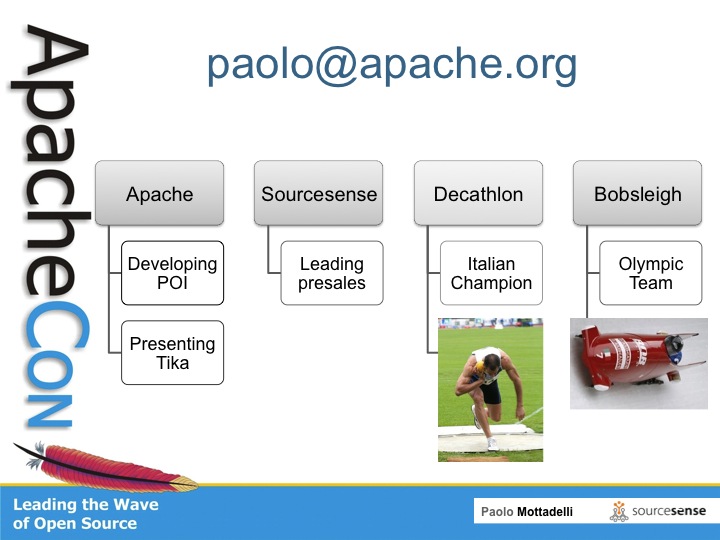 ApacheCon
paolo@apache.org
Apache
Sourcesense
Decathlon
Bobsleigh
Developing
POI
Leading
presales
Italian
Champion
Olympic
Team
Presenting
Tika
Leading the Wave
of Open Source
Paolo Mottadelli
sourcesense